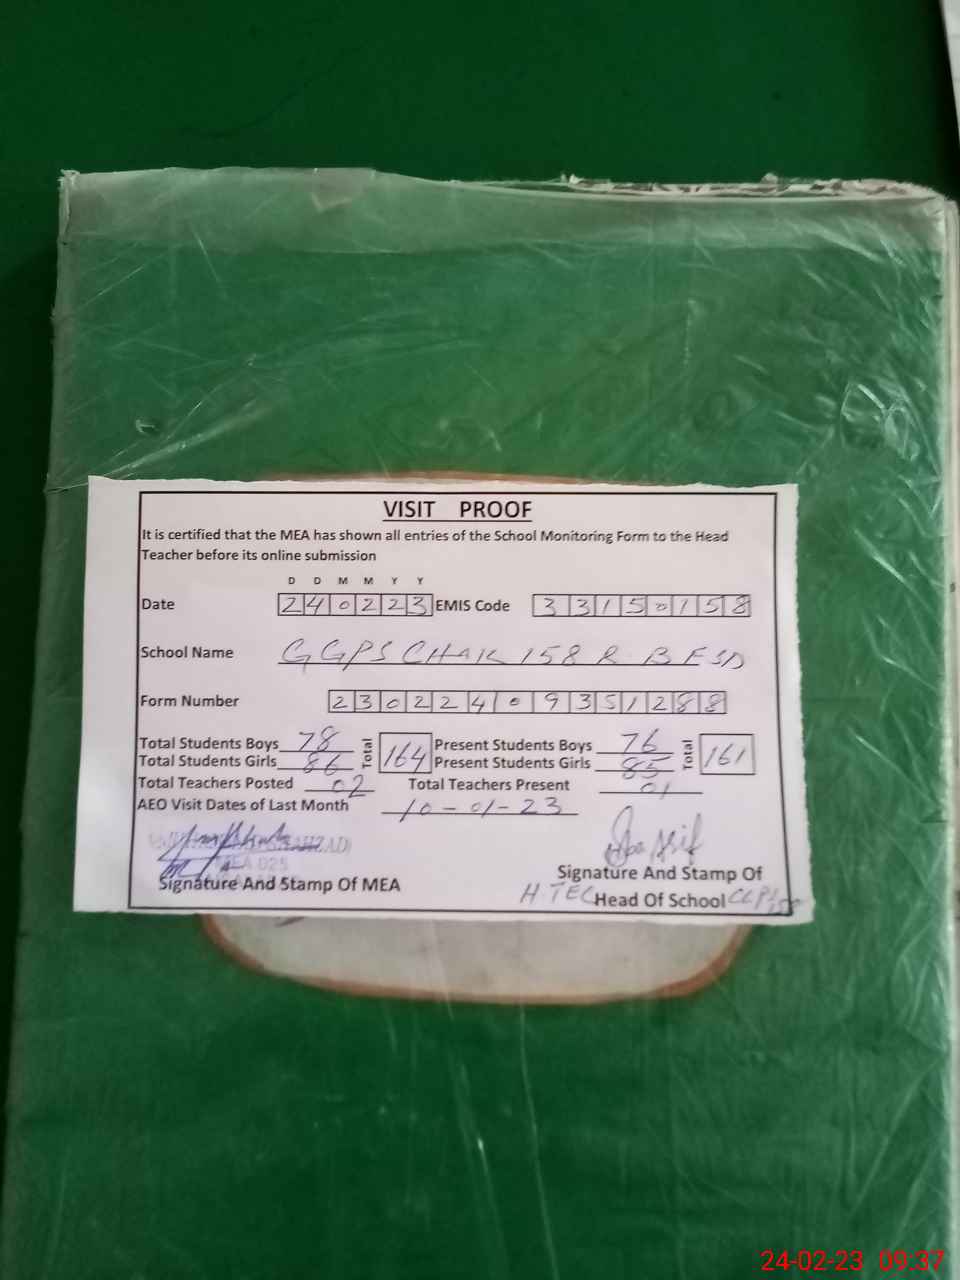 VISIT PROOF
It is certified that the MEA has shown all entries of the School Monitoring Form to the Head
Teacher before its online submission
D D M M Y Y
Date 240223 EMIS Code 33150158
School Name GGPS CHAK 158 R B FSD
Form Number 2302240935128 8
Total Students Boys 78 Total 164 Present Students Boys 76 Total 161
Total Students Girls 86 Present Students Girls 85
Total Teachers Posted 02 Total Teachers Present 01
AEO Visit Dates of Last Month 10-01-23
MEA 025
Signature And Stamp Of MEA
Signature And Stamp Of
Head Of School
24-02-23 09.37